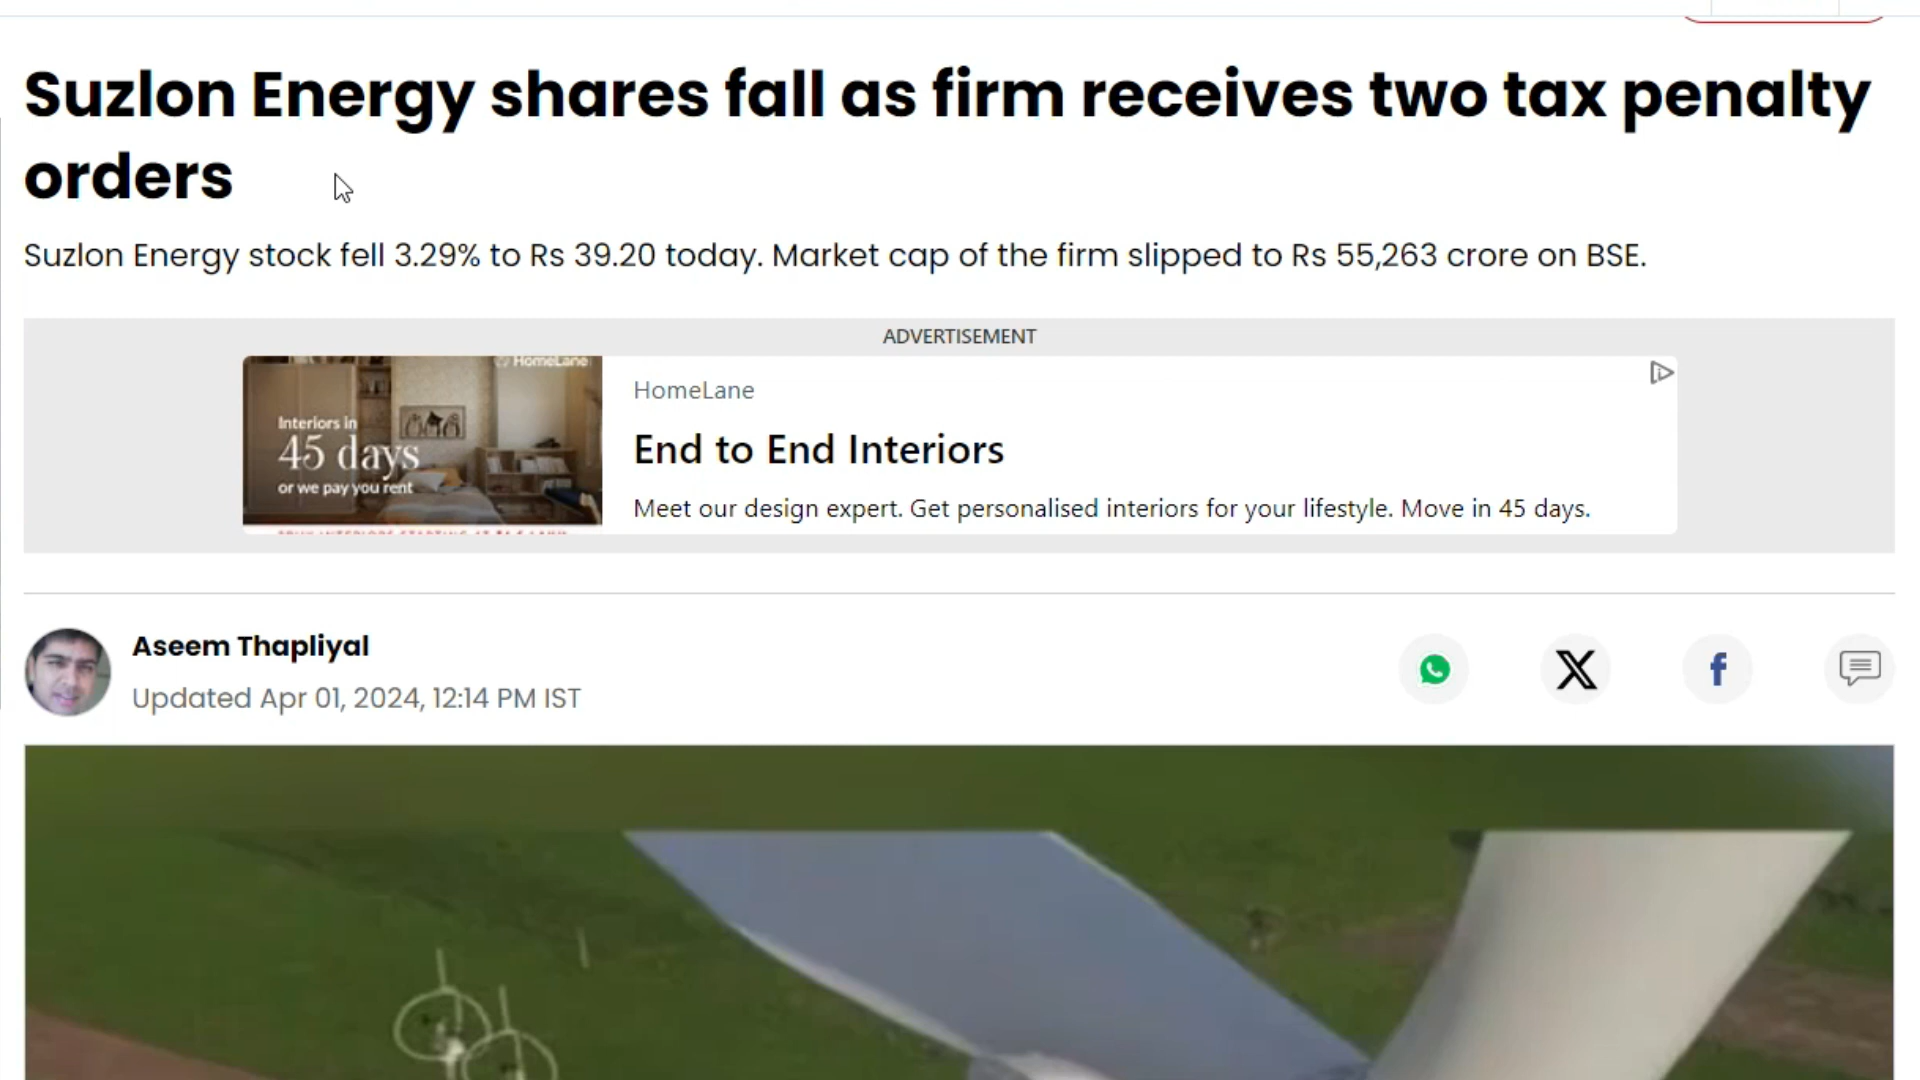 Suzlon Energy shares fall as firm receives two tax penalty
orders
Suzlon Energy stock fell 3.29% to Rs 39.20 today. Market cap of the firm slipped to Rs 55,263 crore on BSE.
ADVERTISEMENT
HomeLane
Interiors in
45 days
or we pay you rent
HomeLane
End to End Interiors
Meet our design expert. Get personalised interiors for your lifestyle. Move in 45 days.
Aseem Thapliyal
Updated Apr 01, 2024, 12:14 PM IST